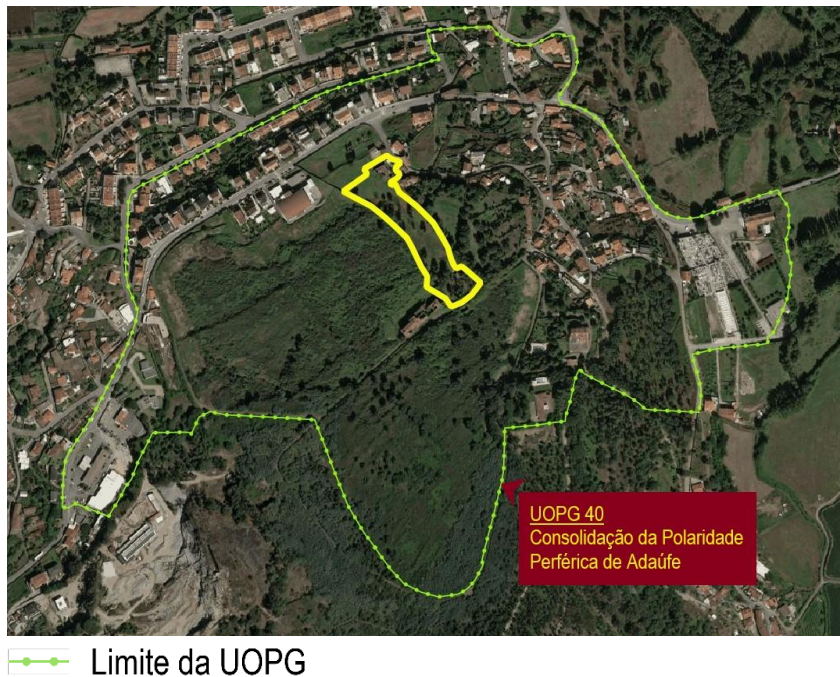 UOPG 40
Consolidação da Polaridade
Perférica de Adaúfe
Limite da UOPG